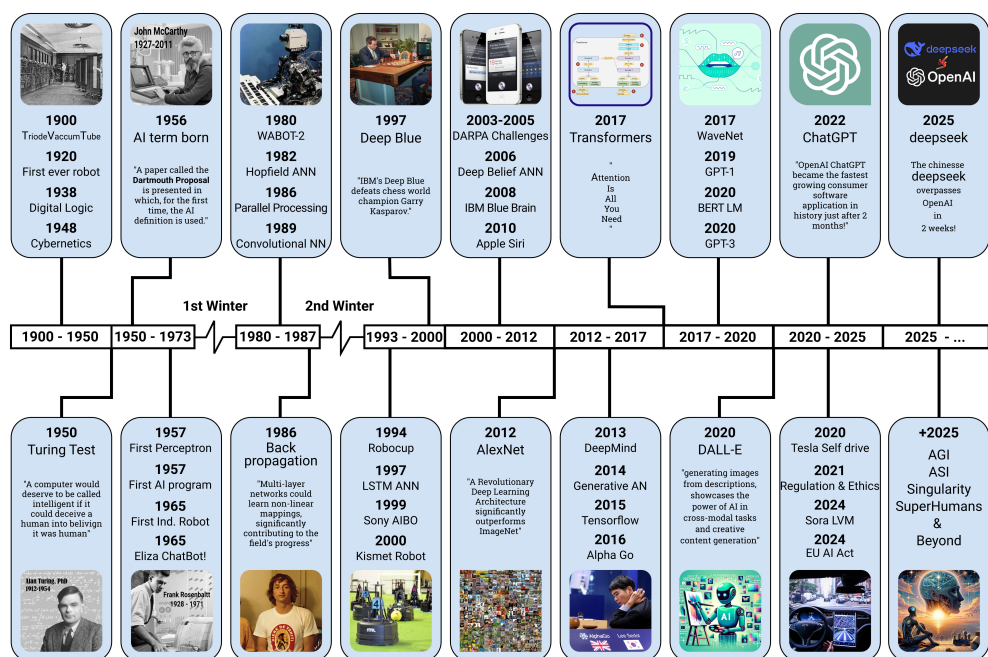 1900
TriodeVaccumTube
1920
First ever robot
1938
Digital Logic
1948
Cybernetics
John McCarthy
1927-2011
1956
AI term born
"A paper called the
Dartmouth Proposal
is presented in
which, for the first
time, the AI
definition is used."
1980
WABOT-2
1982
Hopfield ANN
1986
Parallel Processing
1989
Convolutional NN
1997
Deep Blue
"IBM's Deep Blue
defeats chess world
champion Garry
Kasparov."
2003-2005
DARPA Challenges
2006
Deep Belief ANN
2008
IBM Blue Brain
2010
Apple Siri
2017
Transformers
"
Attention
Is
All
You
Need
"
2017
WaveNet
2019
GPT-1
2020
BERT LM
2020
GPT-3
2022
ChatGPT
"OpenAI ChatGPT
became the fastest
growing consumer
software
application in
history just after 2
months!"
deepseek
OpenAI
2025
deepseek
The chinesse
deepseek
overpasses
OpenAI
in
2 weeks!
1st Winter
2nd Winter
1900 - 1950
1950 - 1973
1980 - 1987
1993 - 2000
2000 - 2012
2012 - 2017
2017 - 2020
2020 - 2025
2025 - ...
1950
Turing Test
"A computer would
deserve to be called
intelligent if it
could deceive a
human into belivign
it was human"
Alan Turing, PhD
1912-1954
1957
First Perceptron
1957
First AI program
1965
First Ind. Robot
1965
Eliza ChatBot!
Frank Rosenbaltt
1928 - 1971
1986
Back
propagation
"Multi-layer
networks could
learn non-linear
mappings,
significantly
contributing to the
field's progress"
1994
Robocup
1997
LSTM ANN
1999
Sony AIBO
2000
Kismet Robot
4
2012
AlexNet
"A Revolutionary
Deep Learning
Architecture
significantly
outperforms
ImageNet"
2013
DeepMind
2014
Generative AN
2015
Tensorflow
2016
Alpha Go
AlphaGo
Lee Sedol
2020
DALL-E
"generating images
from descriptions,
showcases the
power of AI in
cross-modal tasks
and creative
content generation"
AI
2020
Tesla Self drive
2021
Regulation & Ethics
2024
Sora LVM
2024
EU AI Act
+2025
AGI
ASI
Singularity
SuperHumans
&
Beyond